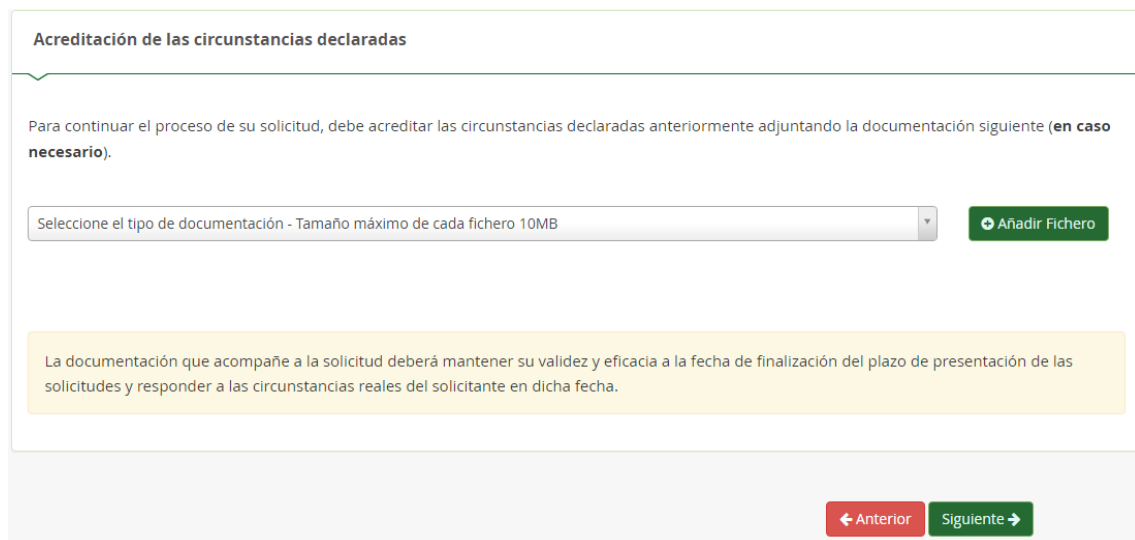 Acreditación de las circunstancias declaradas
Para continuar el proceso de su solicitud, debe acreditar las circunstancias declaradas anteriormente adjuntando la documentación siguiente (en caso
necesario).
Seleccione el tipo de documentación - Tamaño máximo de cada fichero 10MB
Añadir Fichero
La documentación que acompañe a la solicitud deberá mantener su validez y eficacia a la fecha de finalización del plazo de presentación de las
solicitudes y responder a las circunstancias reales del solicitante en dicha fecha.
Anterior
Siguiente